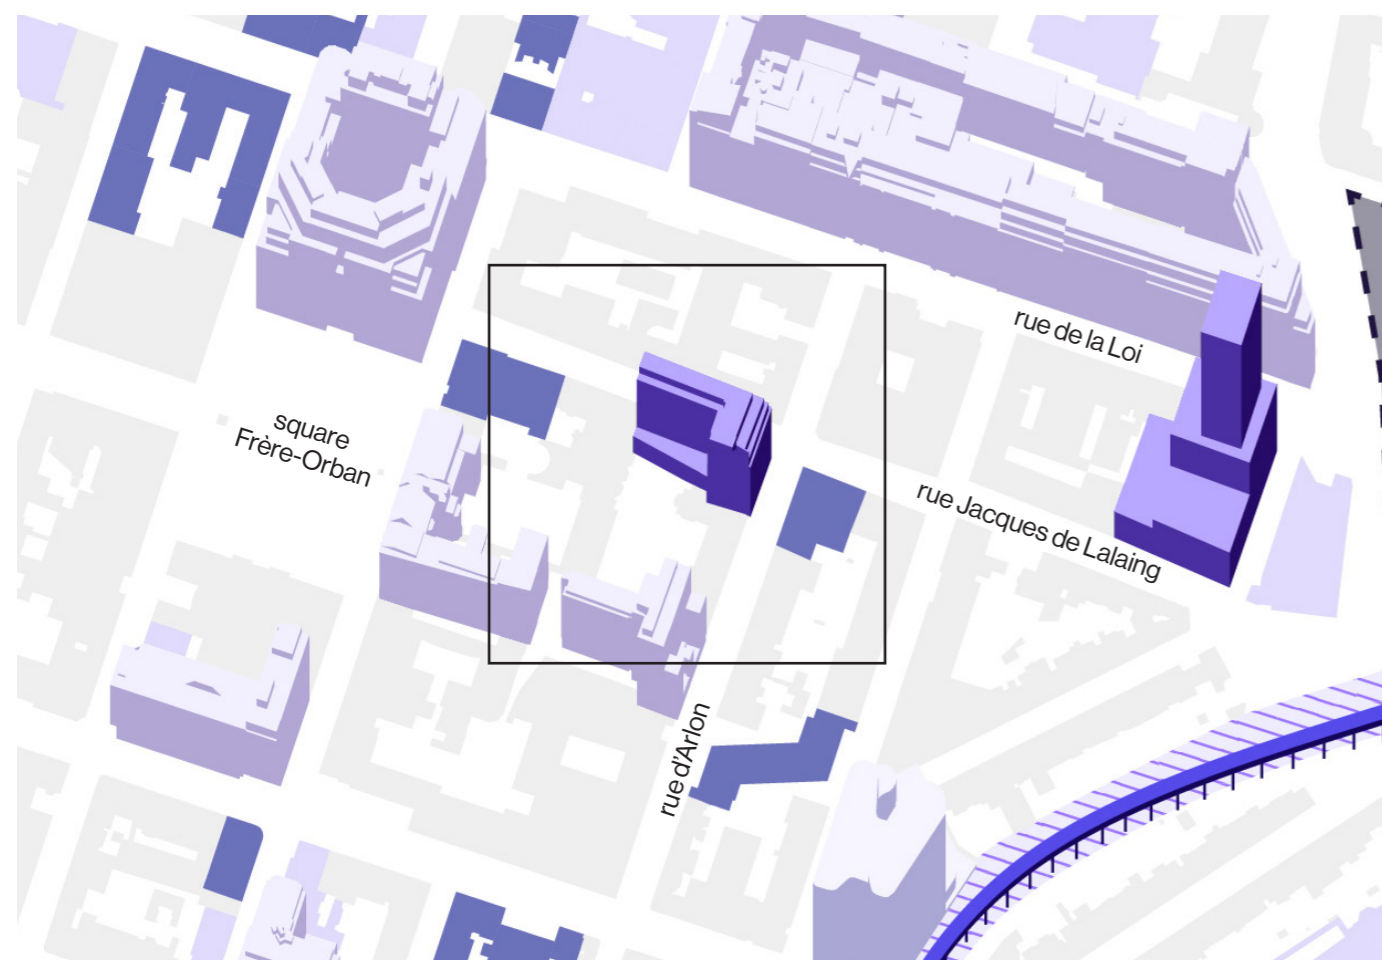 rue de la Loi
square
Frère-Orban
rue Jacques de Lalaing
rue d'Arlon